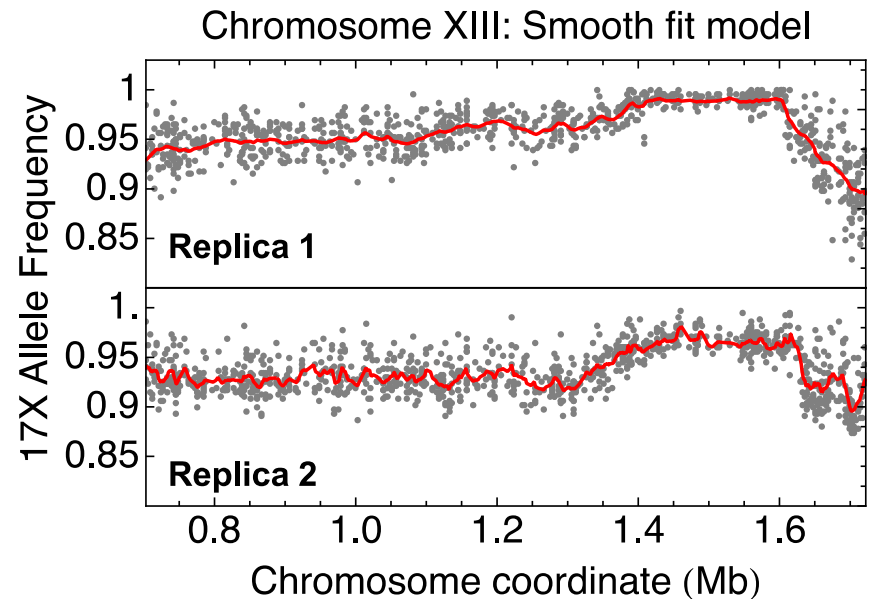 Chromosome XIII: Smooth fit model
17X Allele Frequency
1
0.95
0.9
0.85
Replica 1
1.
0.95
0.9
0.85
Replica 2
0.8 1.0 1.2 1.4 1.6
Chromosome coordinate (Mb)